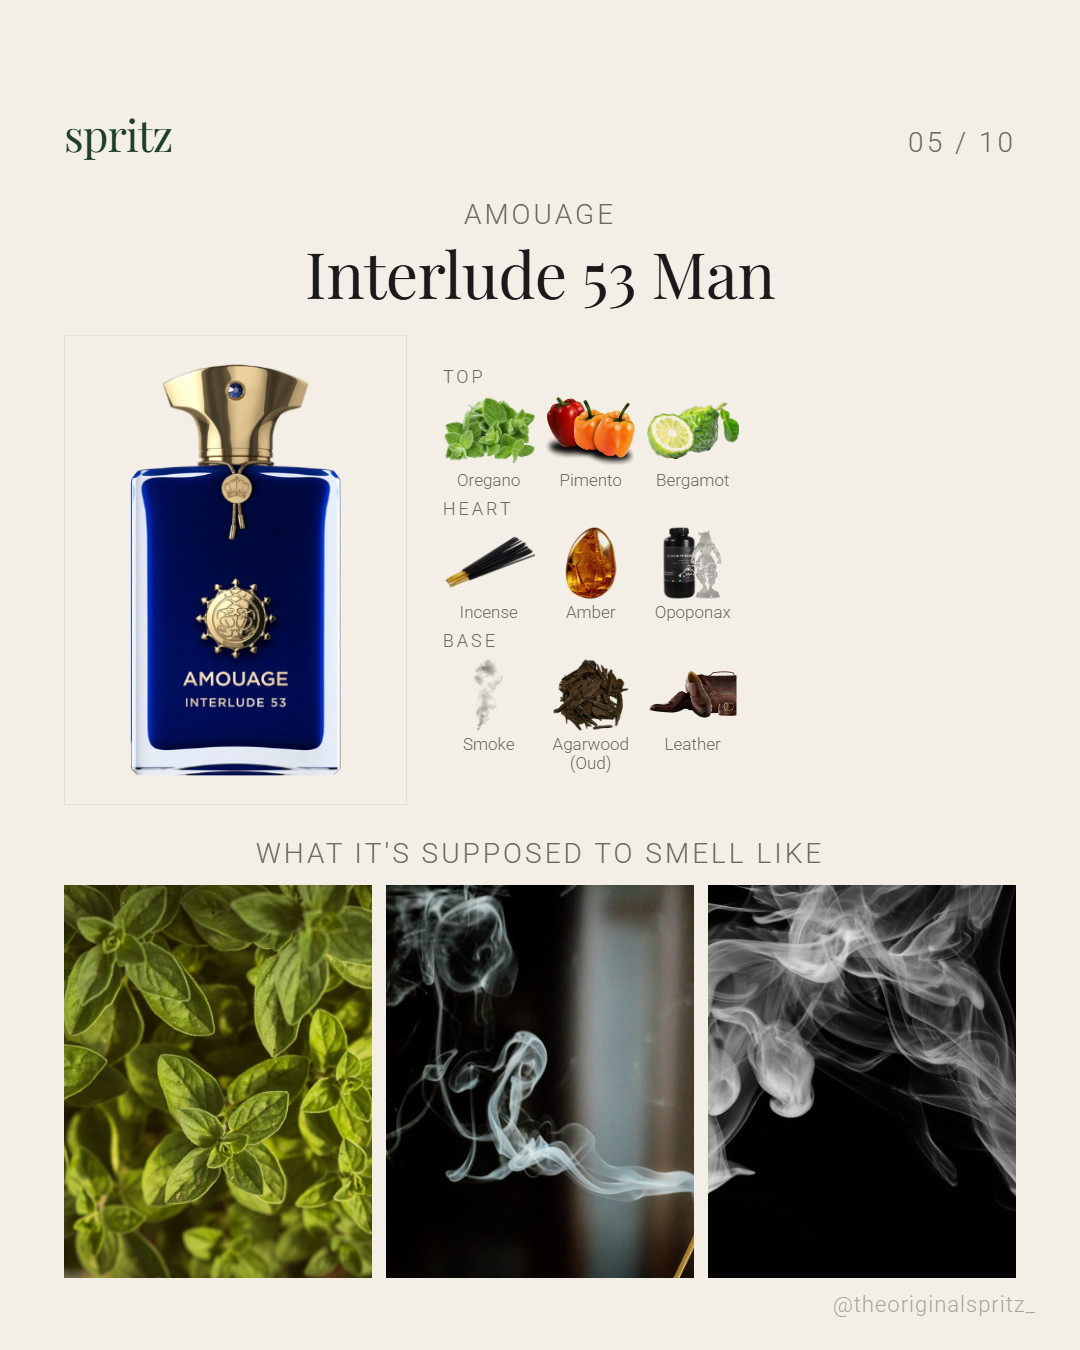 spritz
05 / 10
AMOUAGE
Interlude 53 Man
TOP
Oregano
Pimento
Bergamot
HEART
Incense
Amber
Opoponax
BASE
Smoke
Agarwood
(Oud)
Leather
AMOUAGE
INTERLUDE 53
WHAT IT'S SUPPOSED TO SMELL LIKE
@theoriginalspritz_